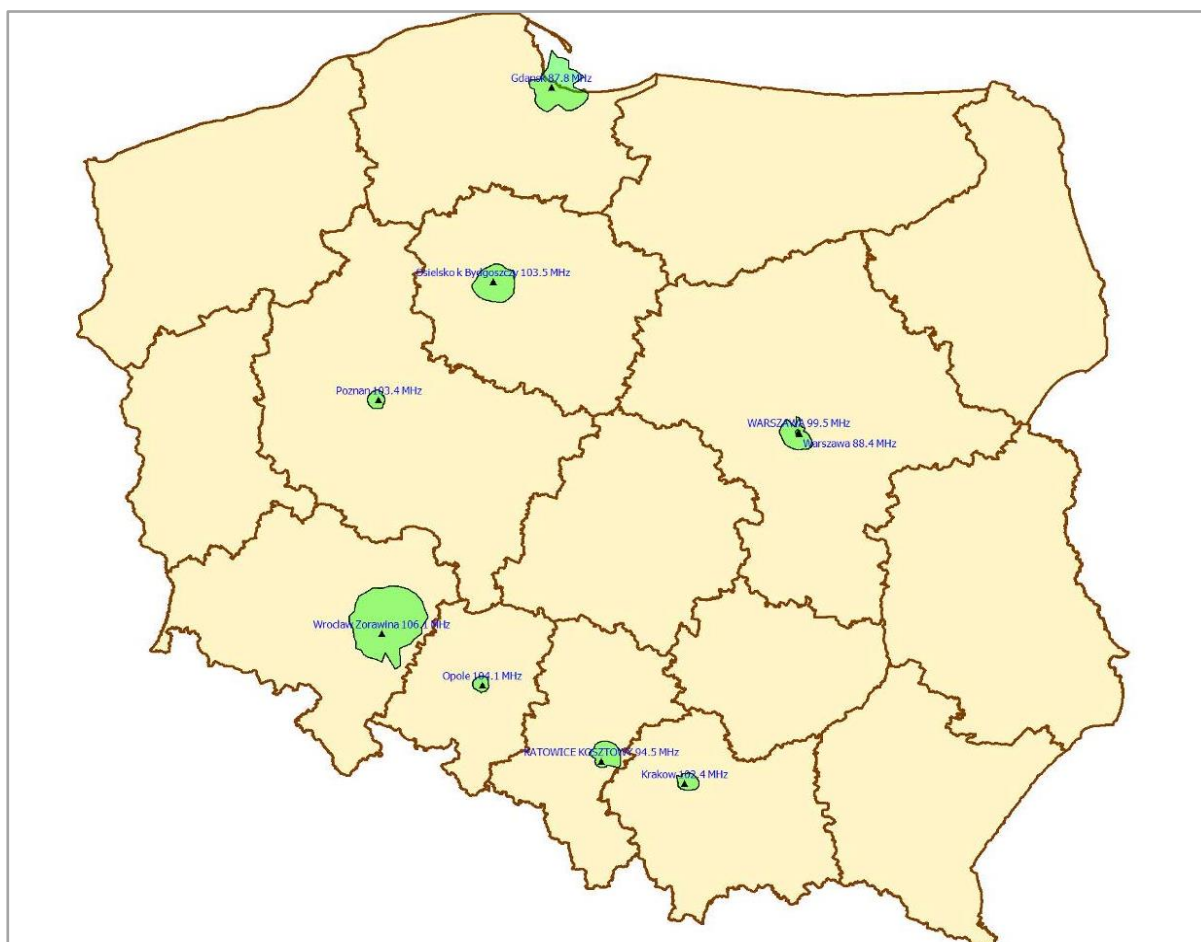 Gdansk 87.8 MHz
Osielsko k Bydgoszczy 103.5 MHz
Poznan 103.4 MHz
WARSZAWA 99.5 MHz
Warszawa 88.4 MHz
Wroclaw Zorawina 106.1 MHz
Opole 104.1 MHz
KATOWICE KOSZTOWY 94.5 MHz
Krakow 102.4 MHz